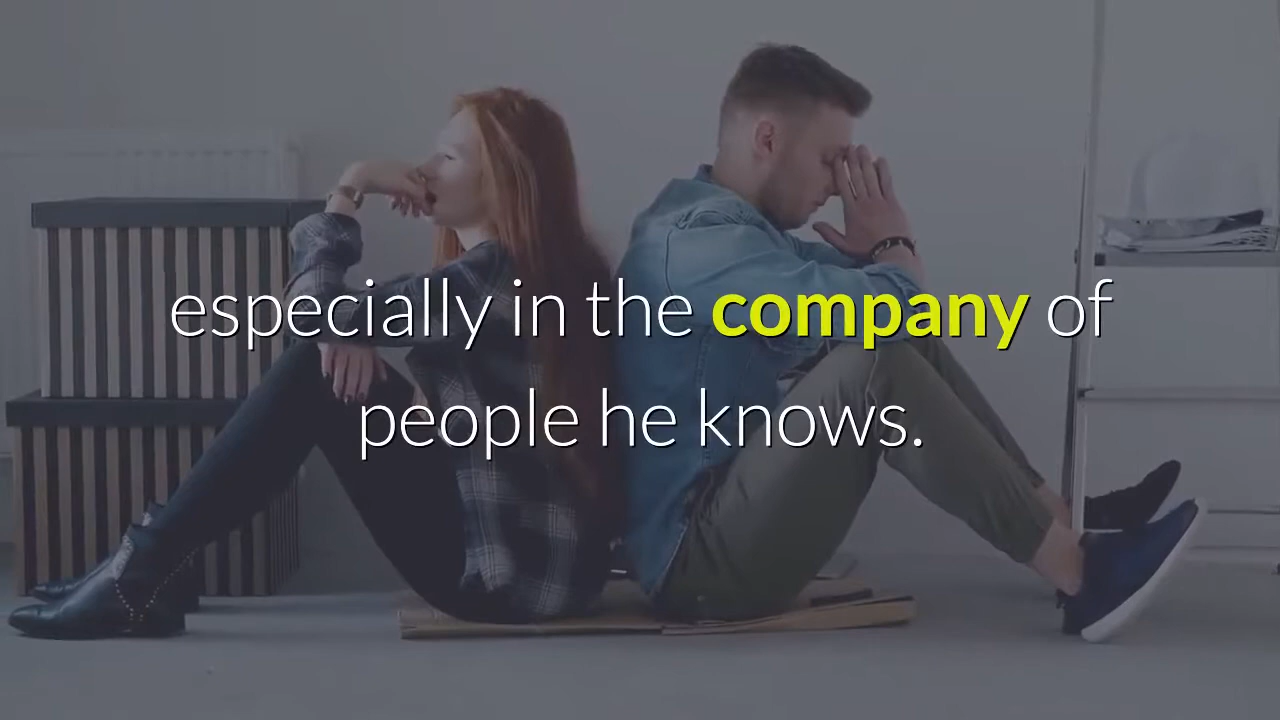 especially in the company of
people he knows.